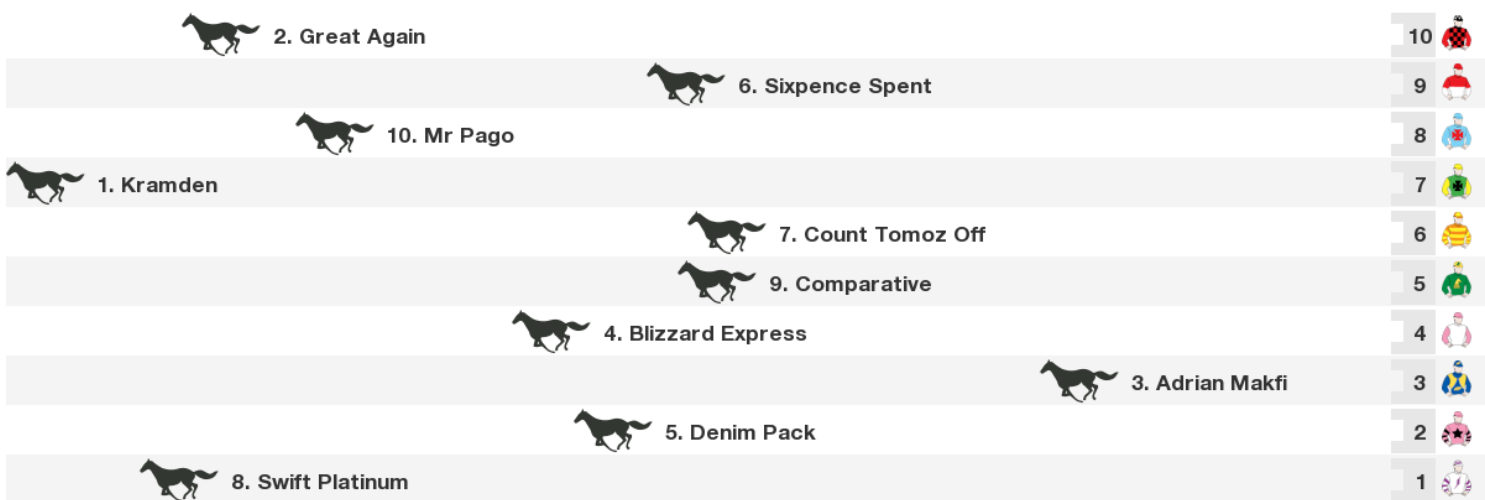 2. Great Again 10
6. Sixpence Spent 9
10. Mr Pago 8
1. Kramden 7
7. Count Tomoz Off 6
9. Comparative 5
4. Blizzard Express 4
3. Adrian Makfi 3
5. Denim Pack 2
8. Swift Platinum 1